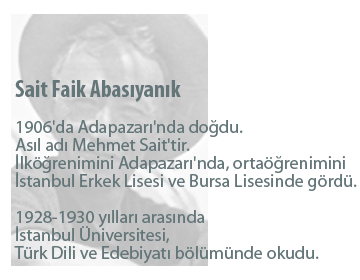 Sait Faik Abasıyanık
1906'da Adapazarı'nda doğdu.
Asıl adı Mehmet Sait'tir.
İlköğrenimini Adapazarı'nda, ortaöğrenimini
İstanbul Erkek Lisesi ve Bursa Lisesinde gördü.
1928-1930 yılları arasında
İstanbul Üniversitesi,
Türk Dili ve Edebiyatı bölümünde okudu.